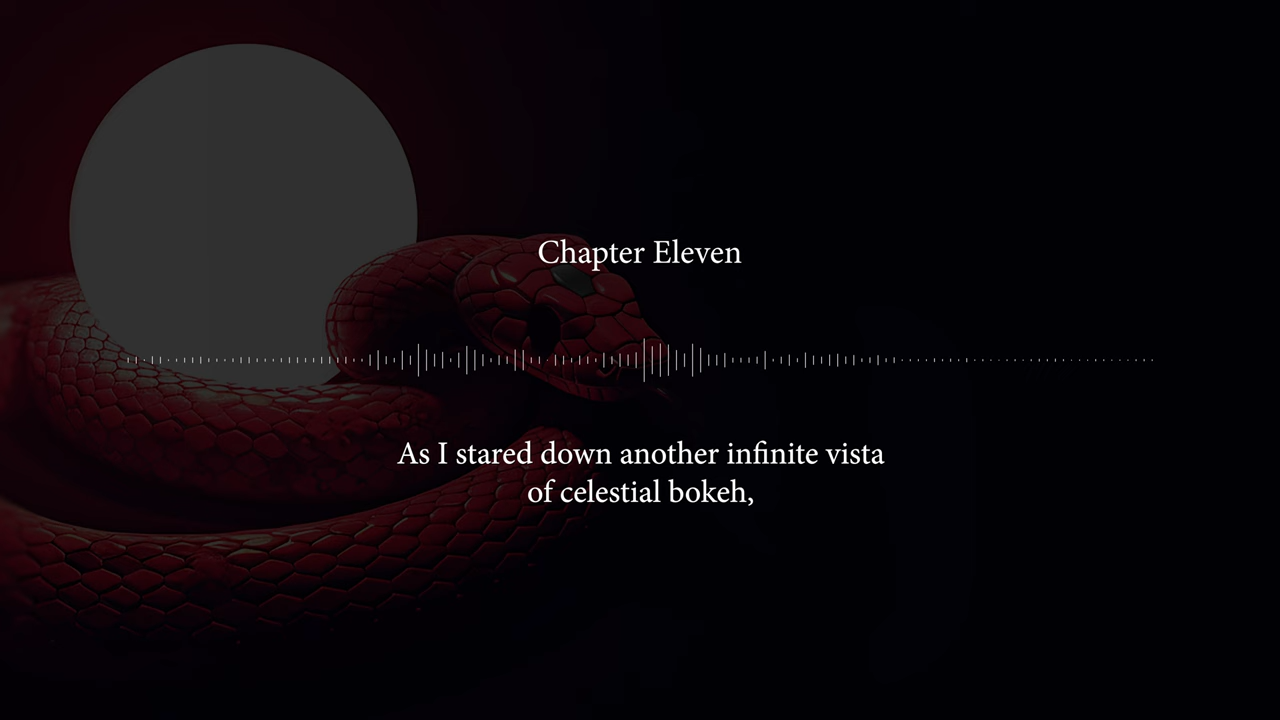 Chapter Eleven
As I stared down another infinite vista
of celestial bokeh,